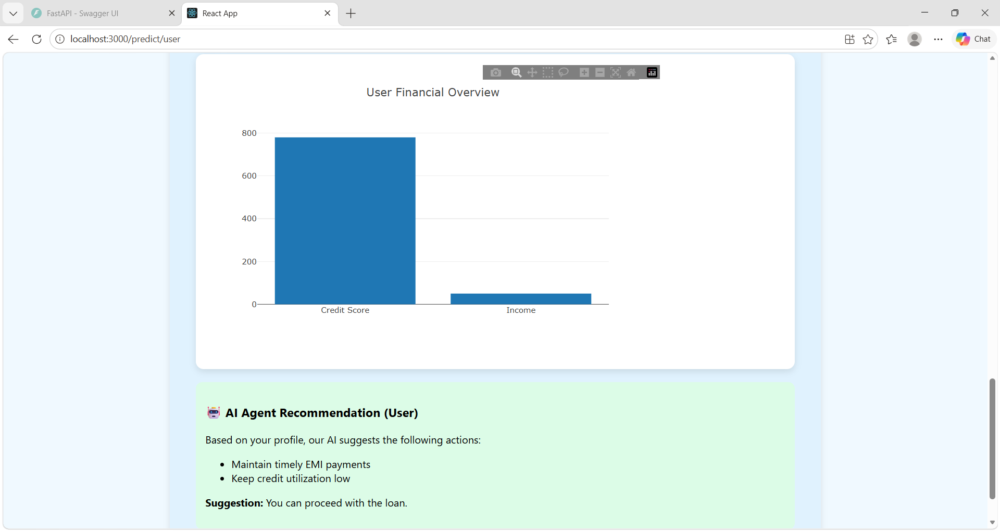 FastAPI - Swagger UI
React App
localhost:3000/predict/user
Chat
User Financial Overview
800
600
400
200
0
Credit Score
Income
AI Agent Recommendation (User)
Based on your profile, our AI suggests the following actions:
• Maintain timely EMI payments
• Keep credit utilization low
Suggestion: You can proceed with the loan.